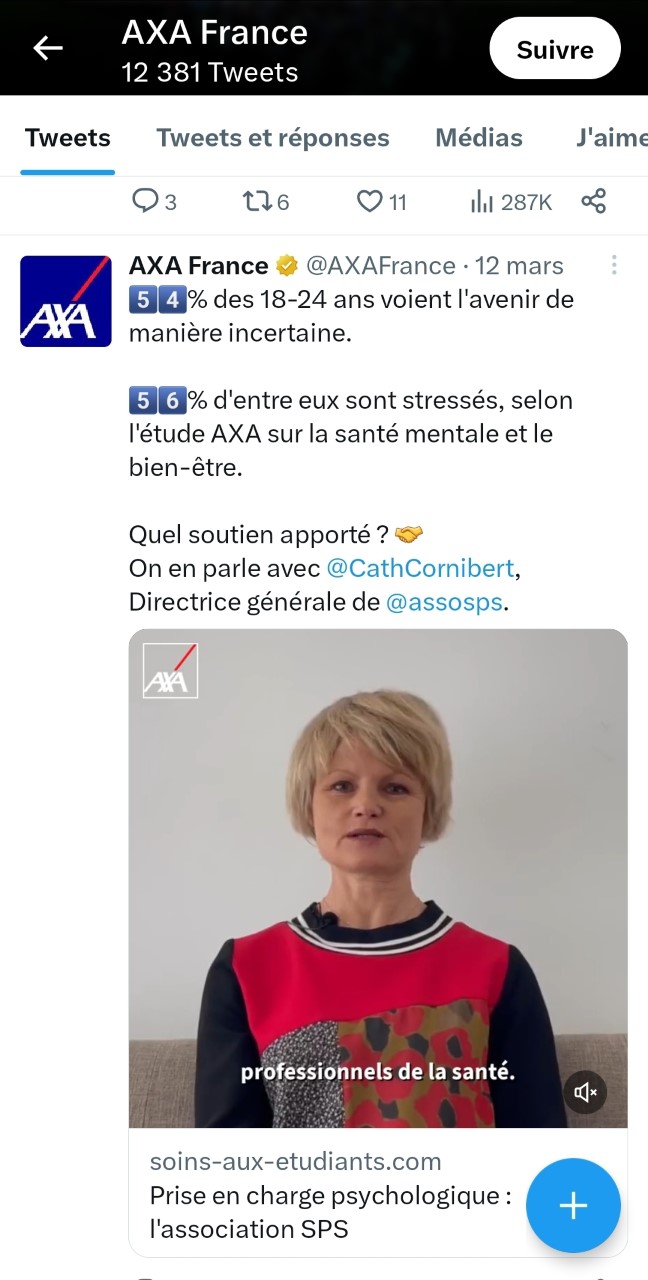 AXA France
12 381 Tweets
Suivre
Tweets
Tweets et réponses
Médias
J'aime
3
6
11
287K
AXA
AXA France @AXAFrance · 12 mars
54% des 18-24 ans voient l'avenir de
manière incertaine.
56% d'entre eux sont stressés, selon
l'étude AXA sur la santé mentale et le
bien-être.
Quel soutien apporté ? 🤝
On en parle avec @CathCornibert,
Directrice générale de @assosps.
AXA
professionnels de la santé.
soins-aux-etudiants.com
Prise en charge psychologique :
l'association SPS